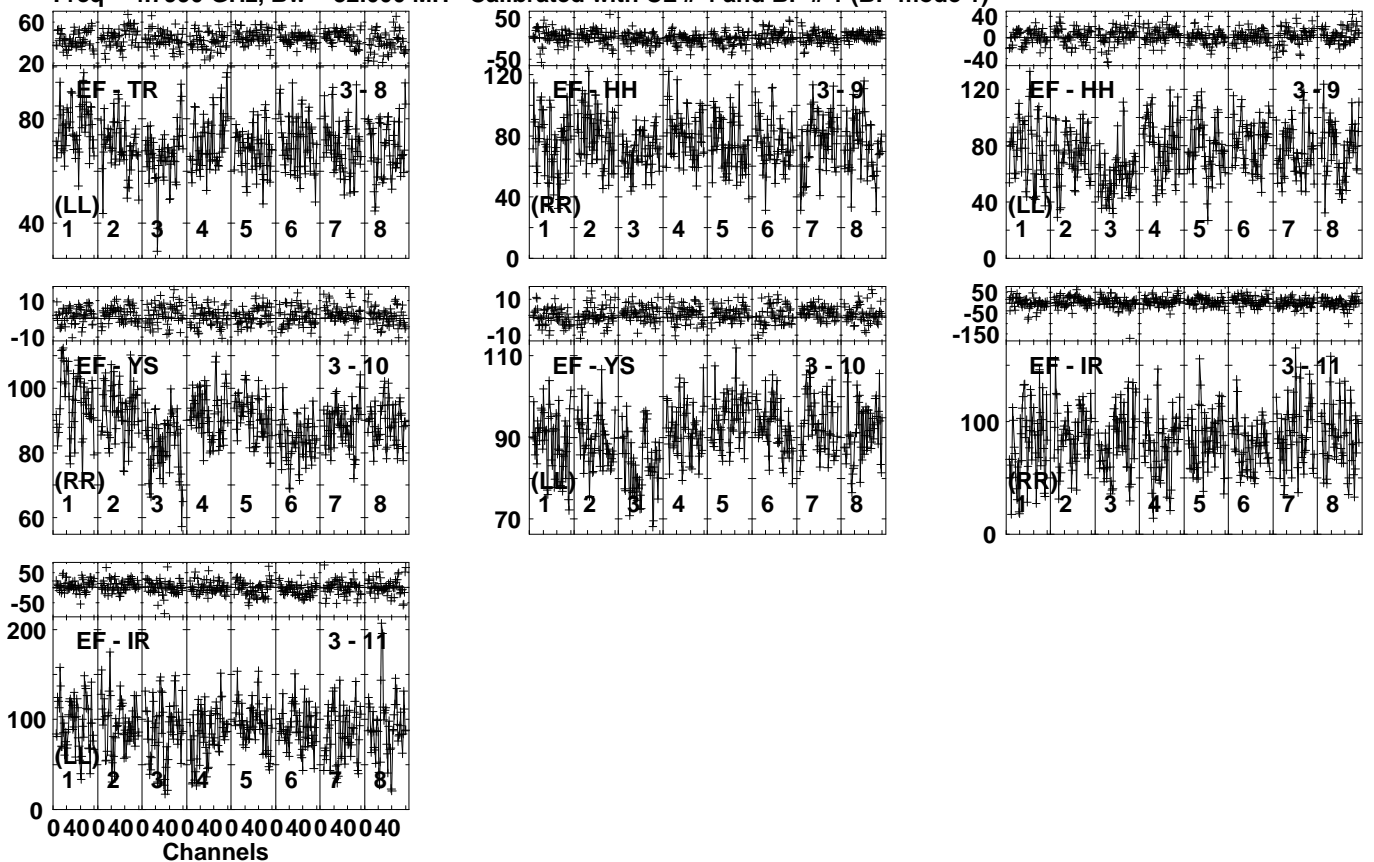 60
20
EF - TR 3 - 8
80
40
(LL)
1 2 3 4 5 6 7 8
50
-50
120
EF - HH 3 - 9
80
40
(RR)
0
1 2 3 4 5 6 7 8
40
0
-40
120
EF - HH 3 - 9
80
40
(LL)
0
1 2 3 4 5 6 7 8
10
-10
EF - YS 3 - 10
100
80
(RR)
60
1 2 3 4 5 6 7 8
10
-10
110
EF - YS 3 - 10
90
(LL)
70
1 2 3 4 5 6 7 8
50
-50
-150
EF - IR 3 - 11
100
(RR)
0
1 2 3 4 5 6 7 8
50
-50
200
EF - IR 3 - 11
100
(LL)
0
1 2 3 4 5 6 7 8
0 40 0 40 0 40 0 40 0 40 0 40 0 40 0 40
Channels